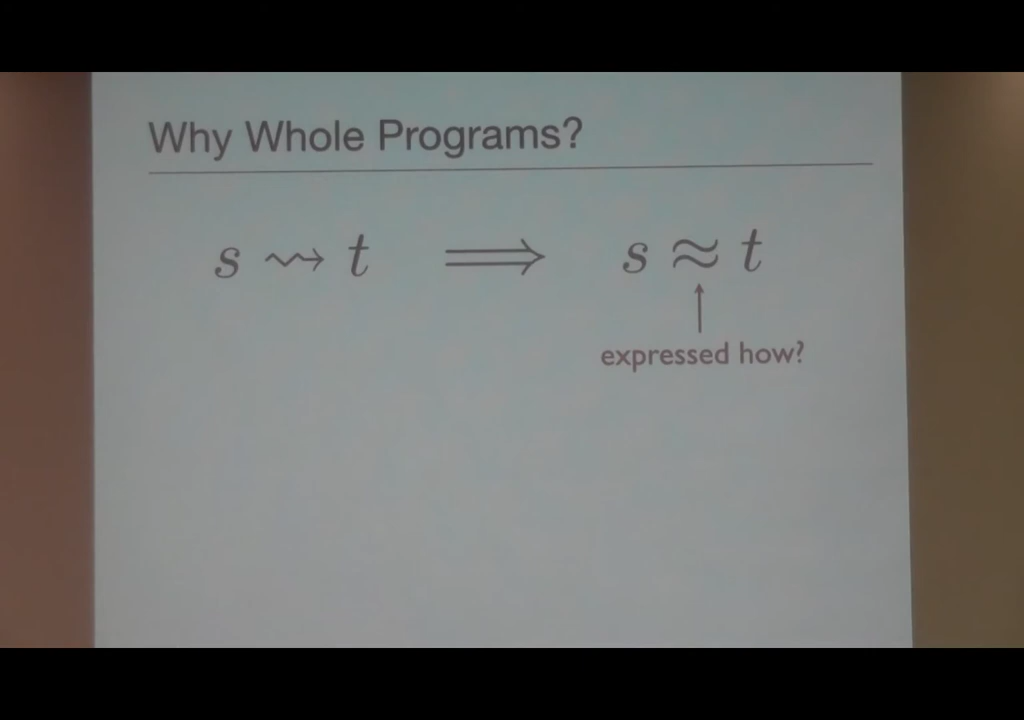 Why Whole Programs?
s ⇝ t ⟹ s ≈ t
expressed how?